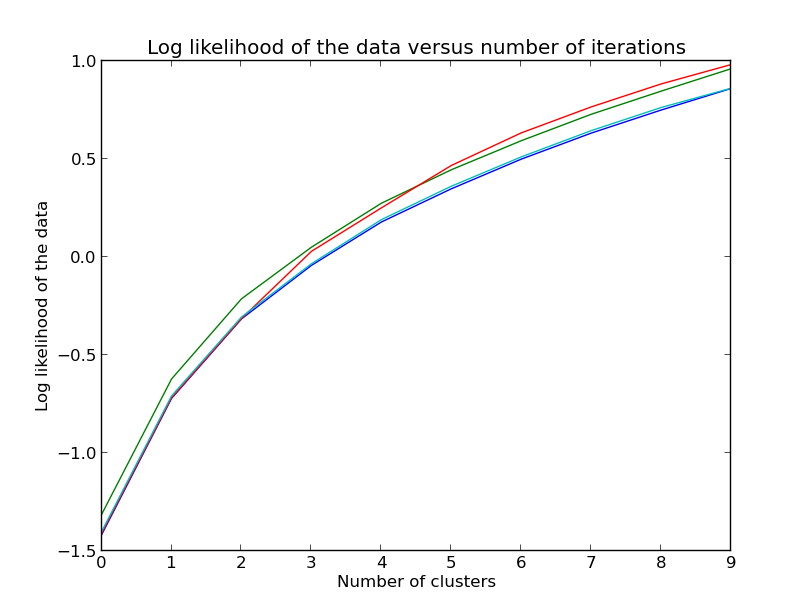 Log likelihood of the data versus number of iterations
1.0
0.5
0.0
−0.5
−1.0
−1.5
0 1 2 3 4 5 6 7 8 9
Number of clusters
Log likelihood of the data